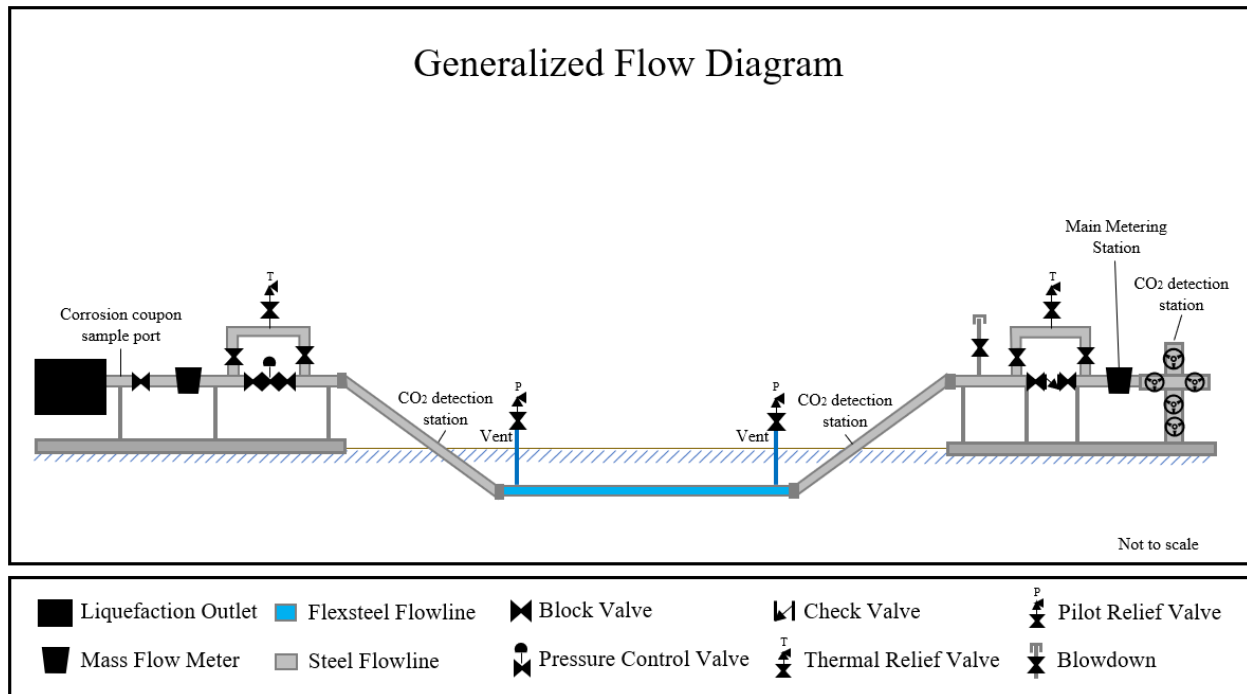 Generalized Flow Diagram
Main Metering
Station
CO2 detection
station
T
T
Corrosion coupon
sample port
P
P
CO2 detection
station
CO2 detection
station
Vent
Vent
Not to scale
Liquefaction Outlet
Flexsteel Flowline
Block Valve
Check Valve
P
Pilot Relief Valve
Mass Flow Meter
Steel Flowline
Pressure Control Valve
T
Thermal Relief Valve
Blowdown